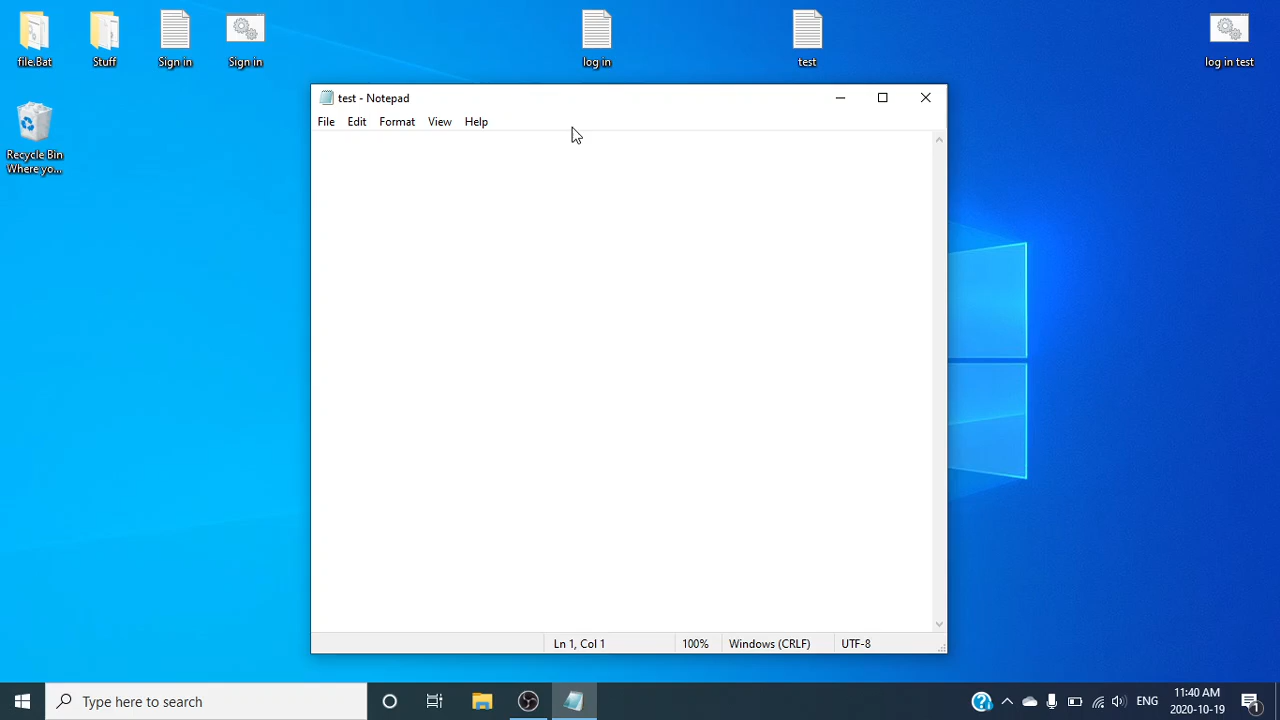 file.Bat
Stuff
Sign in
Sign in
log in
test
log in test
Recycle Bin
Where yo...
test - Notepad
File Edit Format View Help
Ln 1, Col 1
100%
Windows (CRLF)
UTF-8
Type here to search
ENG
11:40 AM
2020-10-19
1